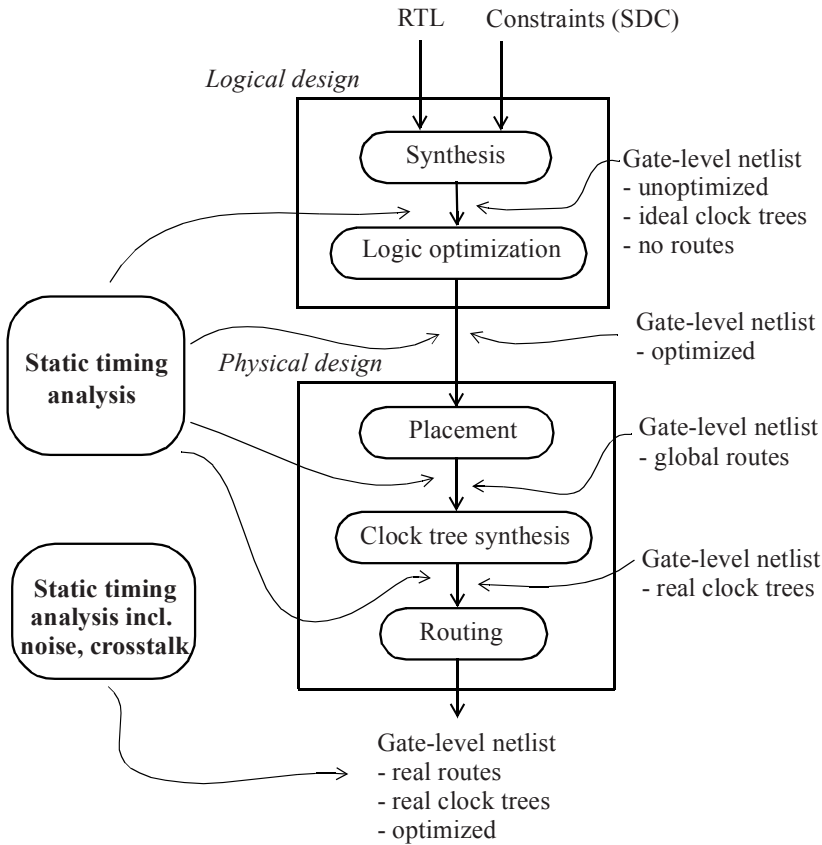 RTL
Constraints (SDC)
Logical design
Synthesis
Gate-level netlist
- unoptimized
- ideal clock trees
- no routes
Logic optimization
Gate-level netlist
- optimized
Static timing
analysis
Physical design
Placement
Gate-level netlist
- global routes
Clock tree synthesis
Gate-level netlist
- real clock trees
Static timing
analysis incl.
noise, crosstalk
Routing
Gate-level netlist
- real routes
- real clock trees
- optimized